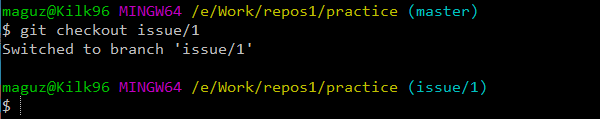 maguz@Kilk96 MINGW64 /e/Work/repos1/practice (master)
$ git checkout issue/1
Switched to branch 'issue/1'
maguz@Kilk96 MINGW64 /e/Work/repos1/practice (issue/1)
$